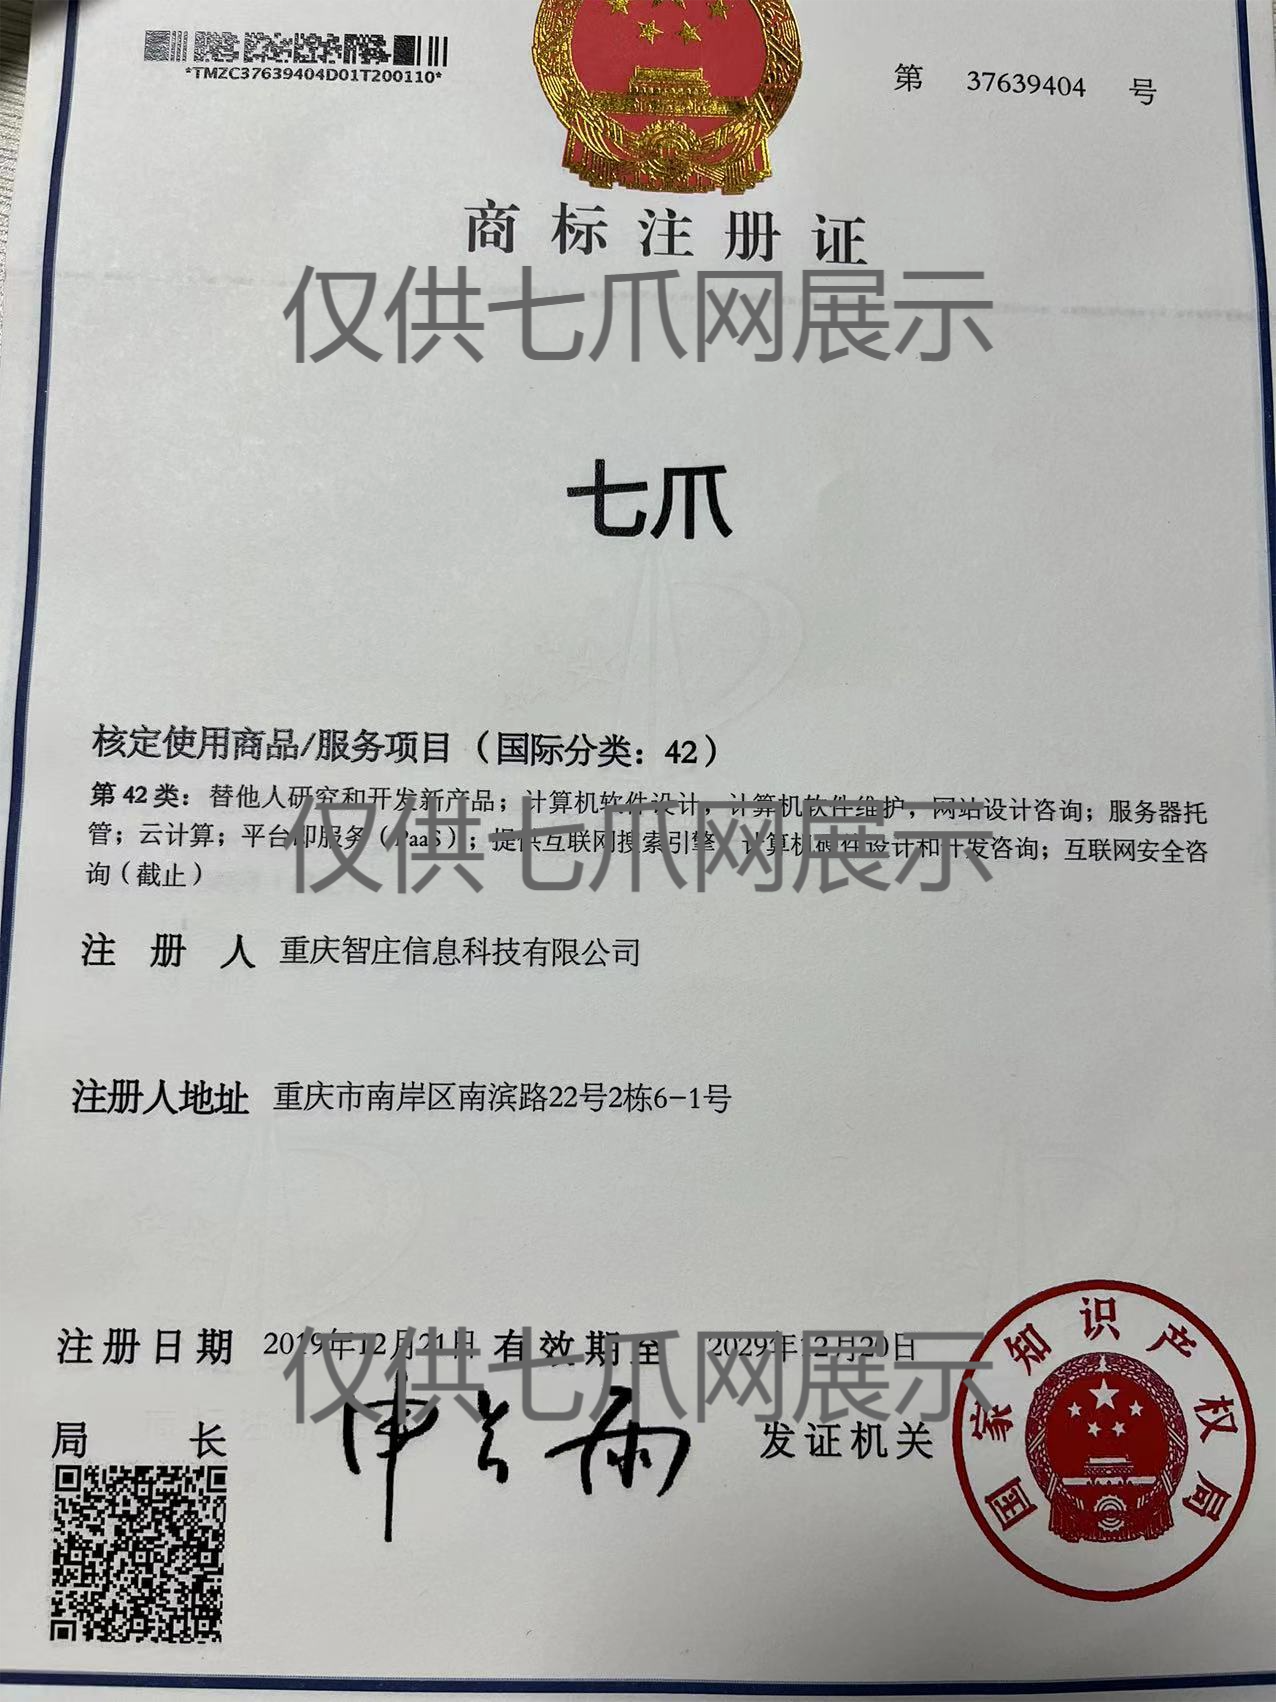 *TMZC37639404D01T200110*
第 37639404 号
商标注册证
仅供七爪网展示
七爪
核定使用商品/服务项目（国际分类：42）
第 42 类：替他人研究和开发新产品；计算机软件设计；计算机软件维护；网站设计咨询；服务器托
管；云计算；平台即服务（PaaS）；提供互联网搜索引擎；计算机硬件设计和开发咨询；互联网安全咨
仅供七爪网展示
询（截止）
注 册 人 重庆智庄信息科技有限公司
注册人地址 重庆市南岸区南滨路22号2栋6-1号
注册日期 2019年12月21日 有效期至 2029年12月20日
仅供七爪网展示
局 长 申长雨 发证机关
国家知识产权局